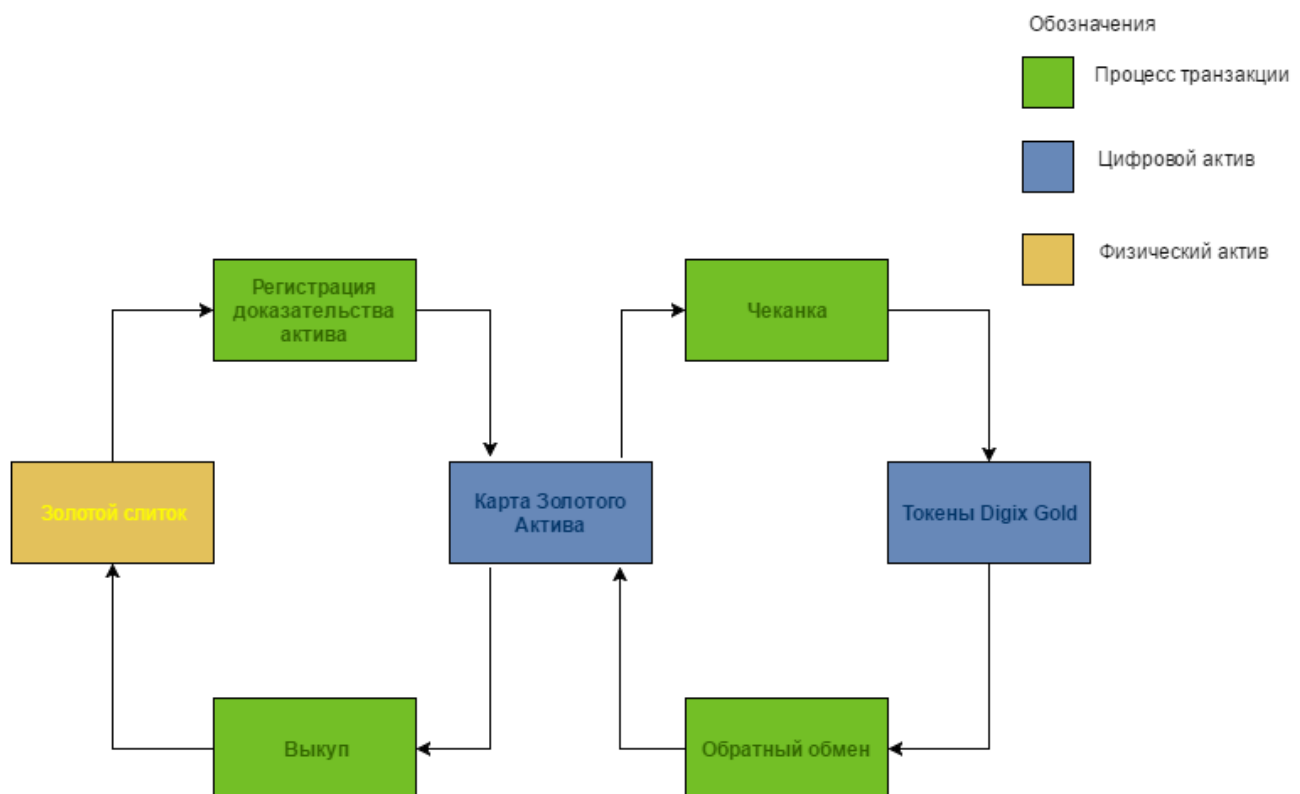 Обозначения
Процесс транзакции
Цифровой актив
Физический актив
Регистрация
доказательства
актива
Чеканка
Золотой слиток
Карта Золотого
Актива
Токены Digix Gold
Выкуп
Обратный обмен